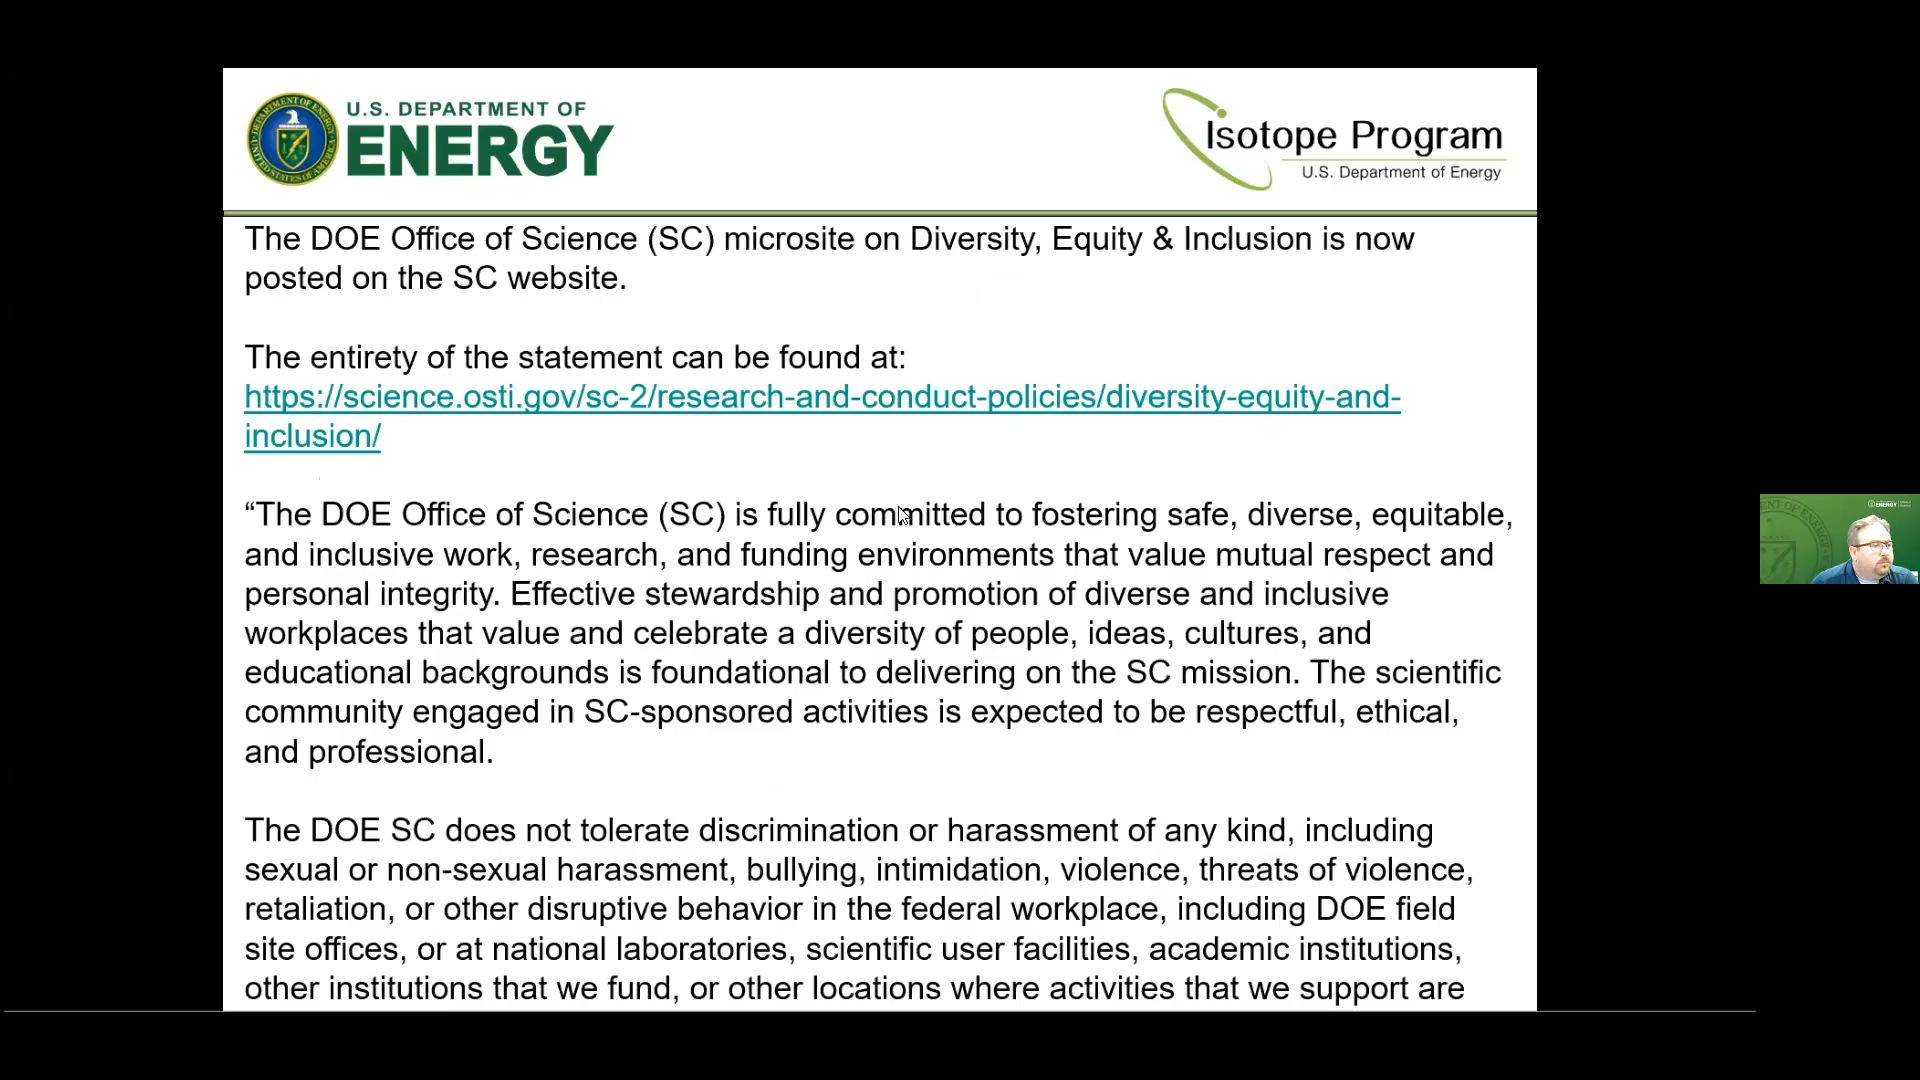 U.S. DEPARTMENT OF
ENERGY
Isotope Program
U.S. Department of Energy
The DOE Office of Science (SC) microsite on Diversity, Equity & Inclusion is now
posted on the SC website.
The entirety of the statement can be found at:
https://science.osti.gov/sc-2/research-and-conduct-policies/diversity-equity-and-
inclusion/
“The DOE Office of Science (SC) is fully committed to fostering safe, diverse, equitable,
and inclusive work, research, and funding environments that value mutual respect and
personal integrity. Effective stewardship and promotion of diverse and inclusive
workplaces that value and celebrate a diversity of people, ideas, cultures, and
educational backgrounds is foundational to delivering on the SC mission. The scientific
community engaged in SC-sponsored activities is expected to be respectful, ethical,
and professional.
The DOE SC does not tolerate discrimination or harassment of any kind, including
sexual or non-sexual harassment, bullying, intimidation, violence, threats of violence,
retaliation, or other disruptive behavior in the federal workplace, including DOE field
site offices, or at national laboratories, scientific user facilities, academic institutions,
other institutions that we fund, or other locations where activities that we support are
ENERGY